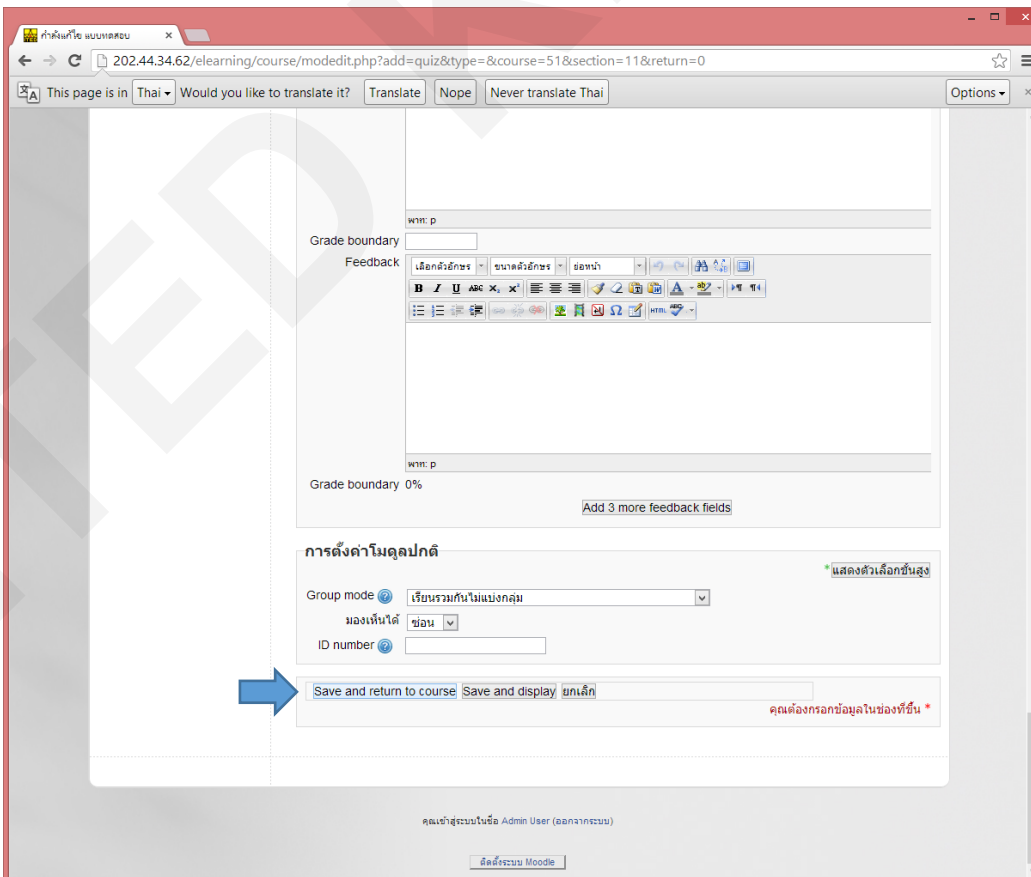 กำลังแก้ไข แบบทดสอบ
202.44.34.62/elearning/course/modedit.php?add=quiz&type=&course=51&section=11&return=0
This page is in Thai Would you like to translate it? Translate Nope Never translate Thai Options
พาท: p
Grade boundary
Feedback
เลือกตัวอักษร ขนาดตัวอักษร ย่อหน้า
B I U ABC x₂ x²
HTML
พาท: p
Grade boundary 0%
Add 3 more feedback fields
การตั้งค่าโมดูลปกติ
* แสดงตัวเลือกขั้นสูง
Group mode เรียนรวมกันไม่แบ่งกลุ่ม
มองเห็นได้ ซ่อน
ID number
Save and return to course Save and display ยกเลิก
คุณต้องกรอกข้อมูลในช่องที่ขึ้น *
คุณเข้าสู่ระบบในชื่อ Admin User (ออกจากระบบ)
ติดตั้งระบบ Moodle